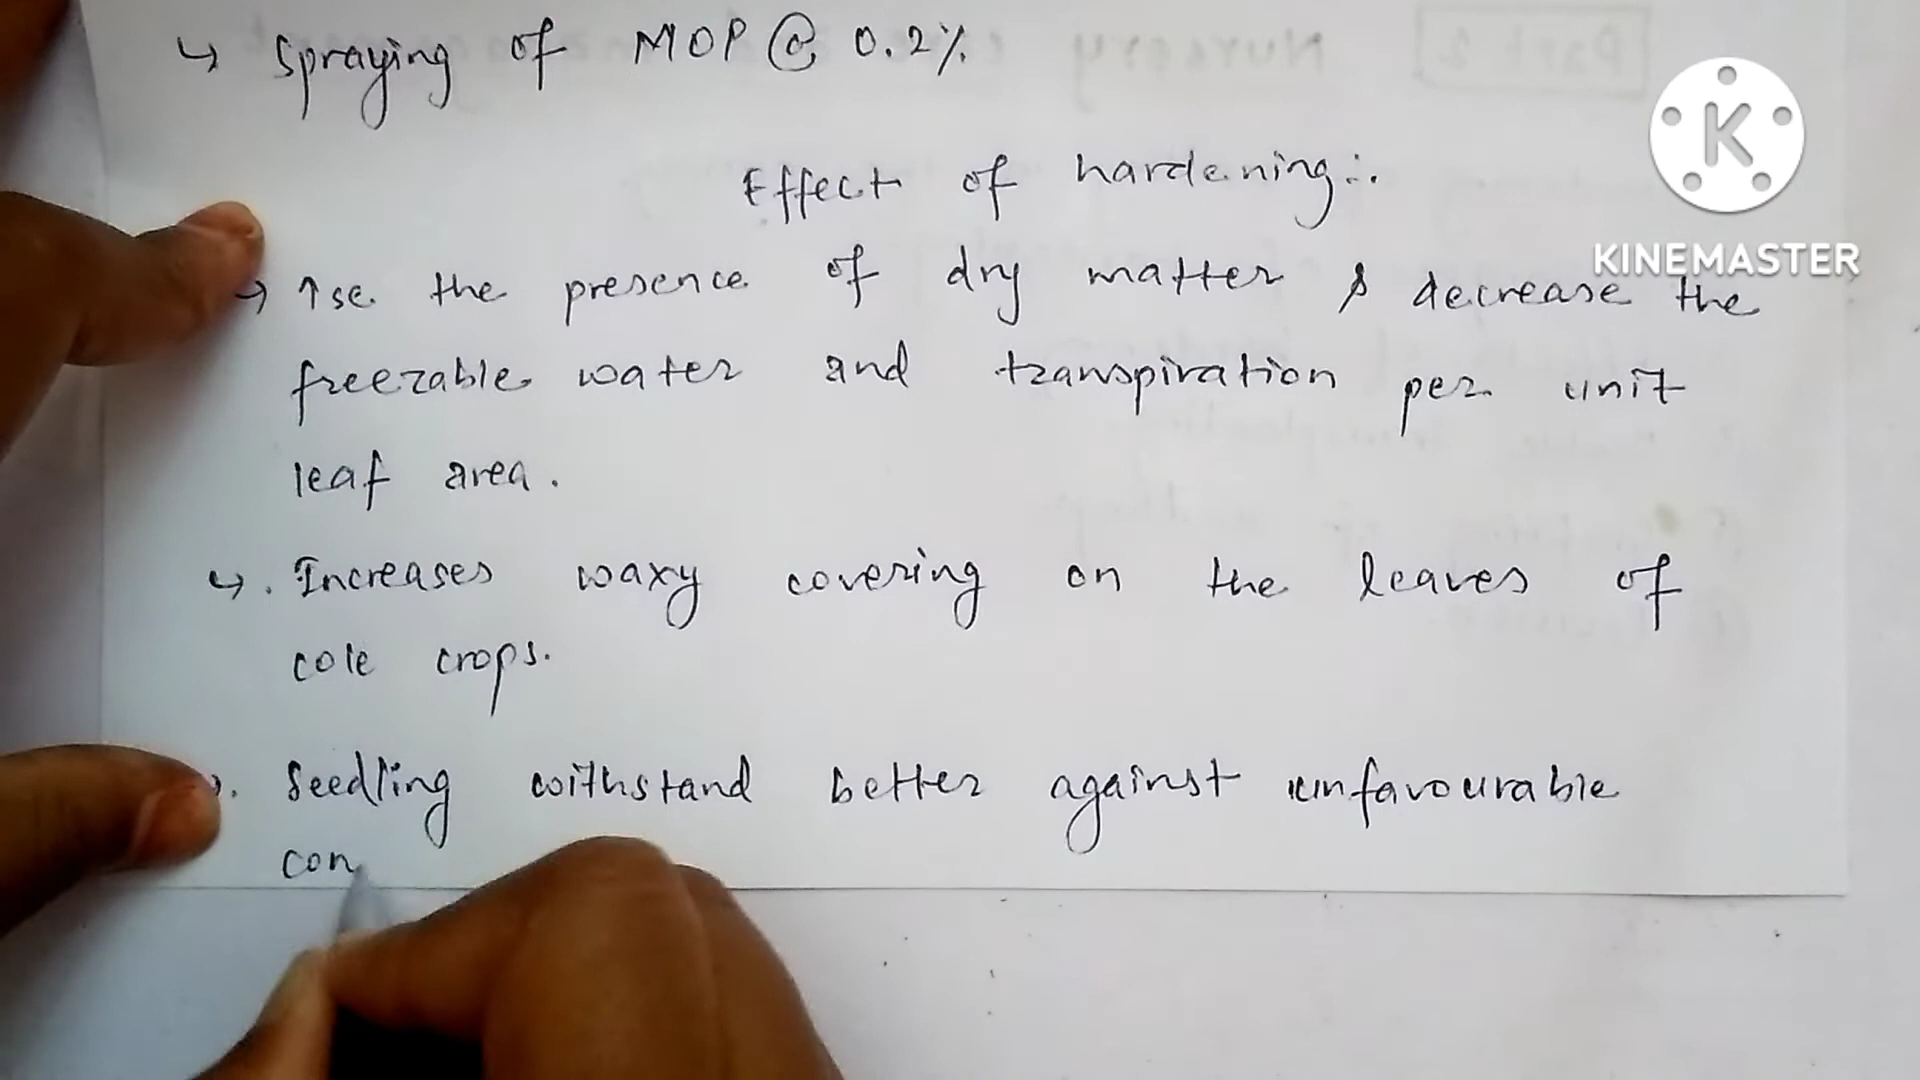 ↳ Spraying of MOP @ 0.2%
Effect of hardening:-
→ ↑se the presence of dry matter & decrease the
freezable water and transpiration per unit
leaf area.
↳. Increases waxy covering on the leaves of
cole crops.
Seedling withstand better against unfavourable
con
KINEMASTER